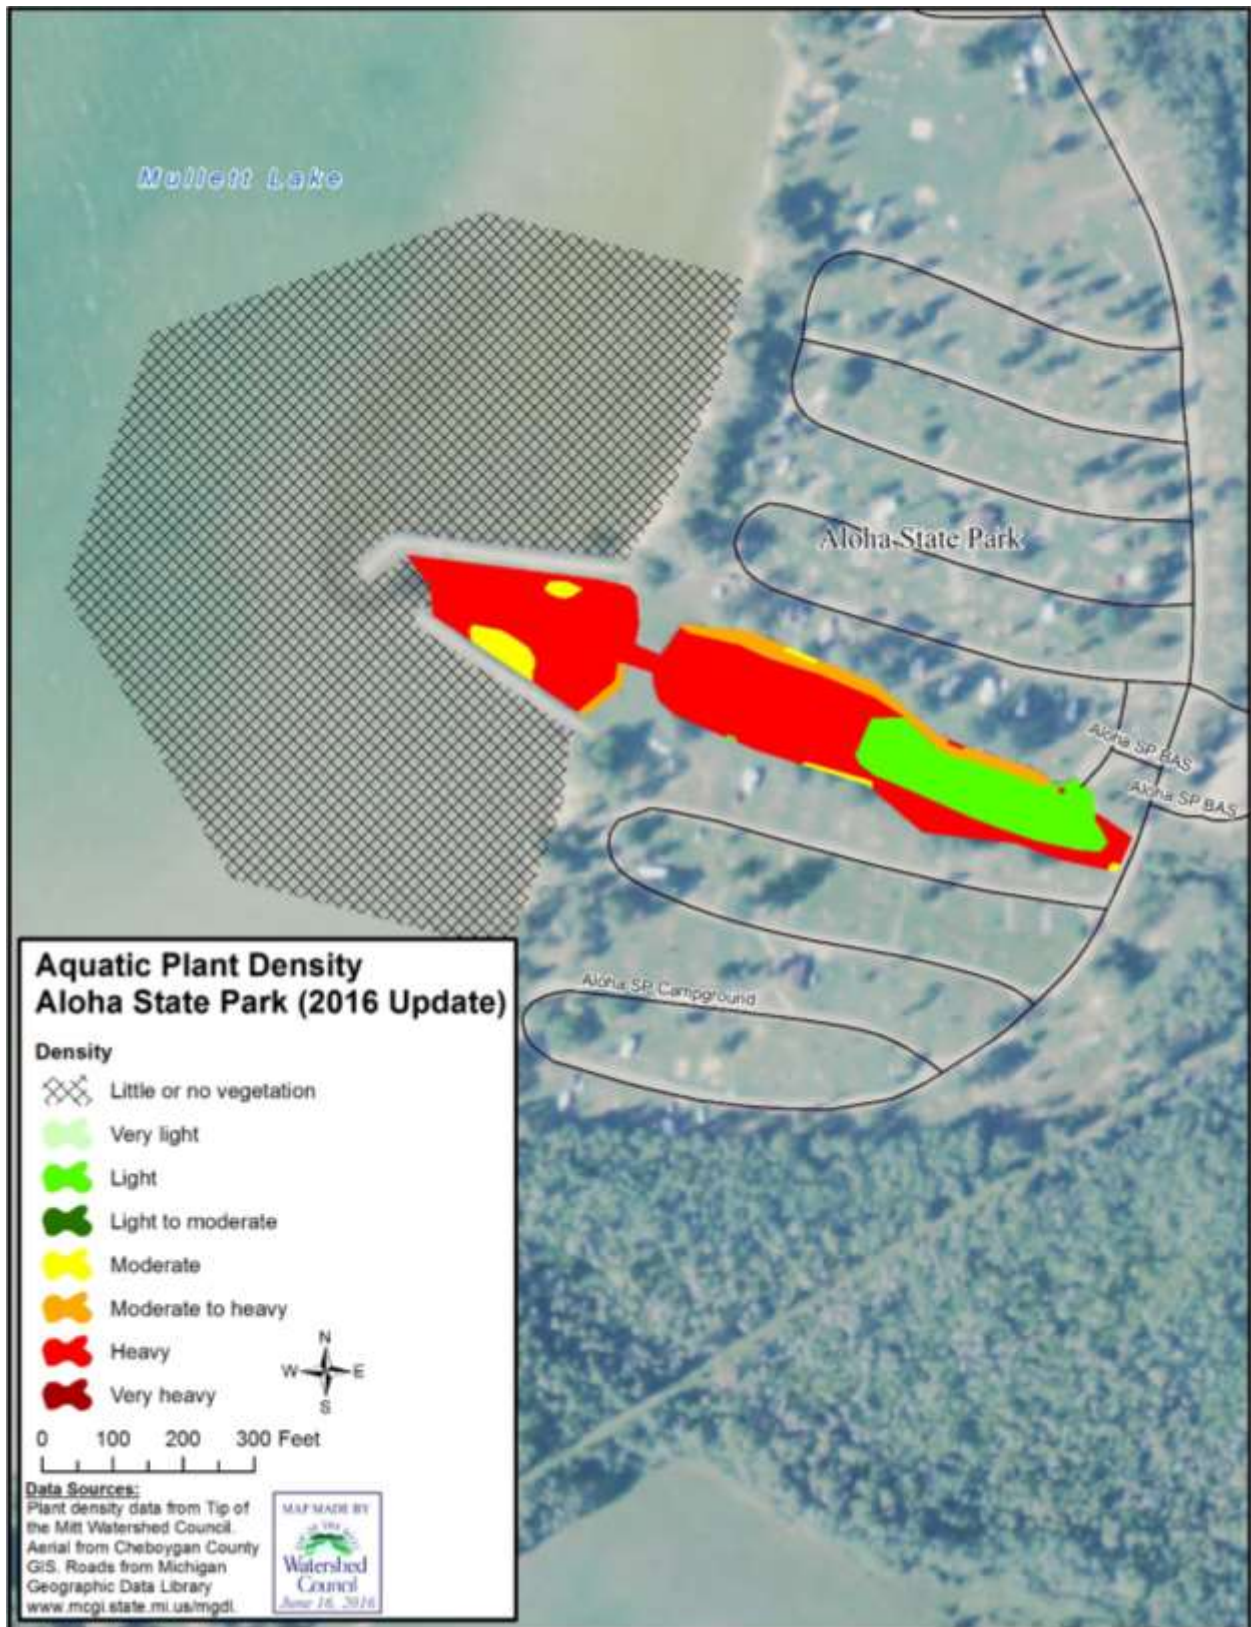 Mullett Lake
Aloha State Park
Aloha SP BAS
Aloha SP BAS
Aloha SP Campground
Aquatic Plant Density
Aloha State Park (2016 Update)
Density
Little or no vegetation
Very light
Light
Light to moderate
Moderate
Moderate to heavy
Heavy
Very heavy
N
W E
S
0 100 200 300 Feet
Data Sources:
Plant density data from Tip of
the Mitt Watershed Council.
Aerial from Cheboygan County
GIS. Roads from Michigan
Geographic Data Library
www.mcgi.state.mi.us/mgdl.
MAP MADE BY
Watershed
Council
June 16, 2016